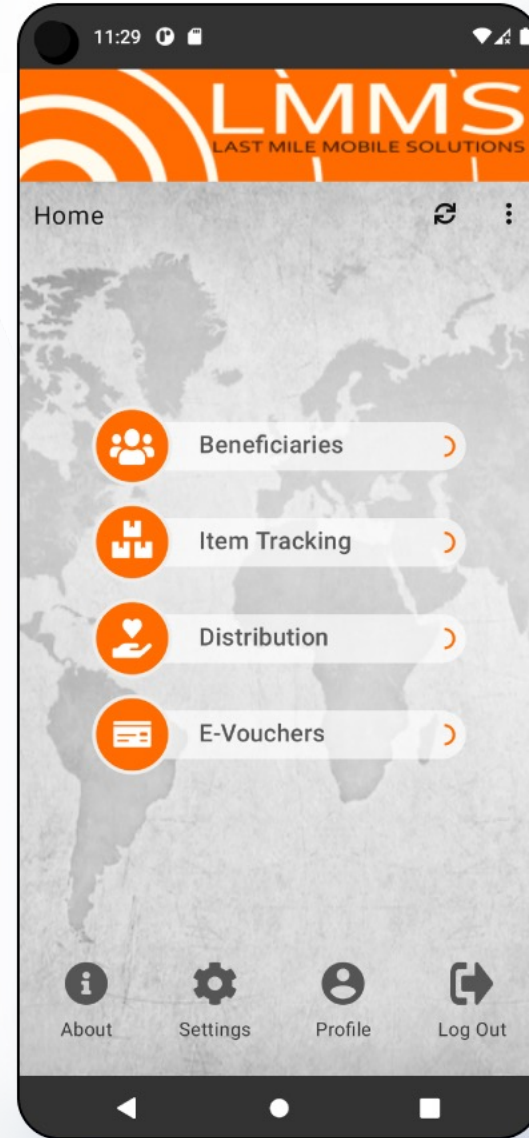 11:29
LMMS
LAST MILE MOBILE SOLUTIONS
Home
Beneficiaries
Item Tracking
Distribution
E-Vouchers
About Settings Profile Log Out